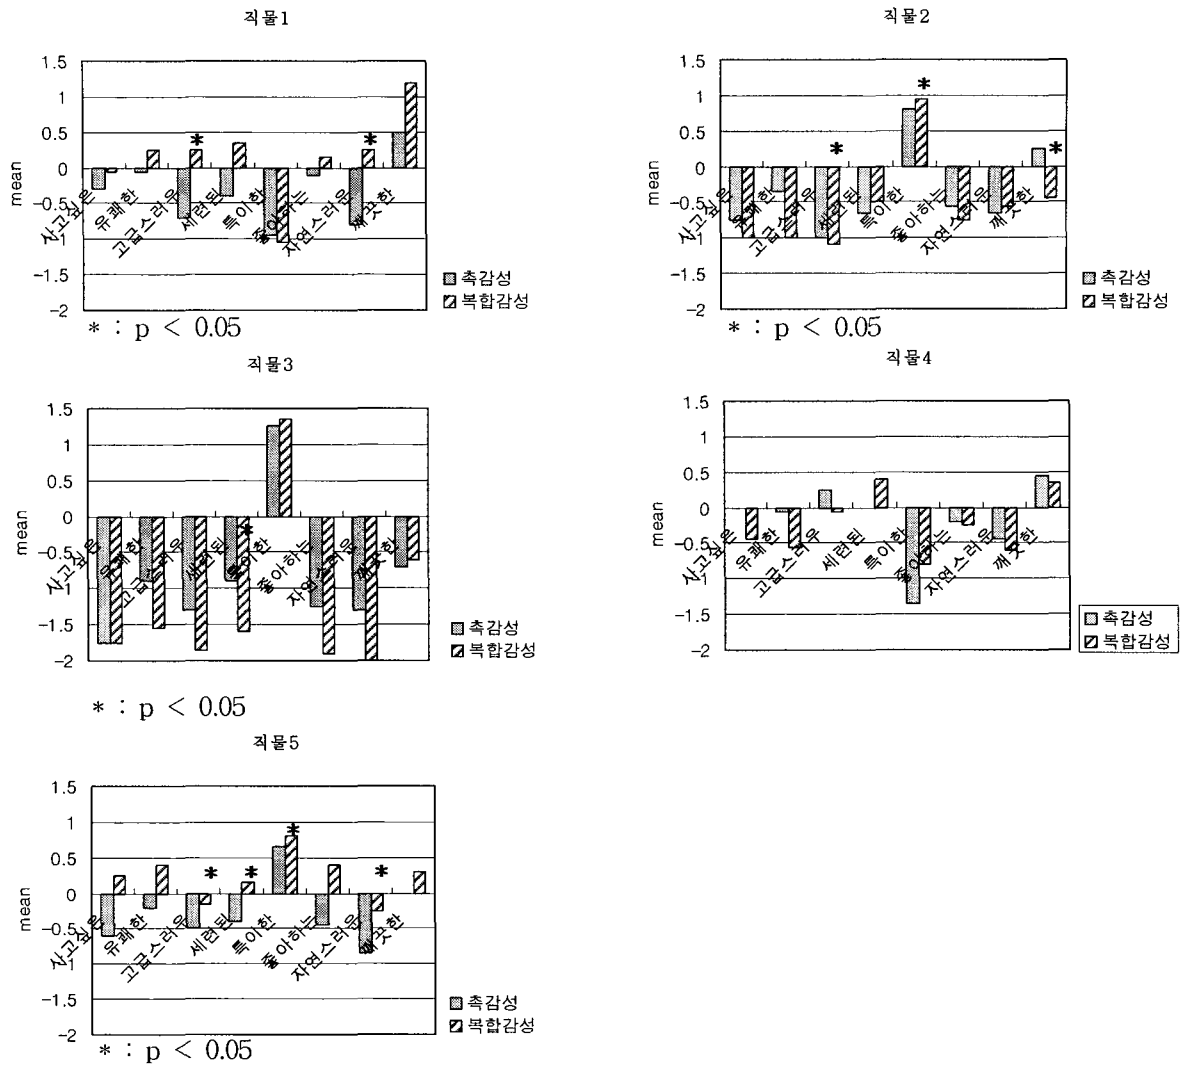 직물1
1.5
1
0.5
0
-0.5
-1
-1.5
-2
mean
사고싶은
유쾌한
고급스러우
세련된
특이한
좋아하는
자연스러운
깨끗한
촉감성
복합감성
* : p < 0.05
직물2
1.5
1
0.5
0
-0.5
-1
-1.5
-2
mean
사고싶은
유쾌한
고급스러우
세련된
특이한
좋아하는
자연스러운
깨끗한
촉감성
복합감성
* : p < 0.05
직물3
1.5
1
0.5
0
-0.5
-1
-1.5
-2
mean
사고싶은
유쾌한
고급스러우
세련된
특이한
좋아하는
자연스러운
깨끗한
촉감성
복합감성
* : p < 0.05
직물4
1.5
1
0.5
0
-0.5
-1
-1.5
-2
mean
사고싶은
유쾌한
고급스러우
세련된
특이한
좋아하는
자연스러운
깨끗한
촉감성
복합감성
직물5
1.5
1
0.5
0
-0.5
-1
-1.5
-2
mean
사고싶은
유쾌한
고급스러우
세련된
특이한
좋아하는
자연스러운
깨끗한
촉감성
복합감성
* : p < 0.05